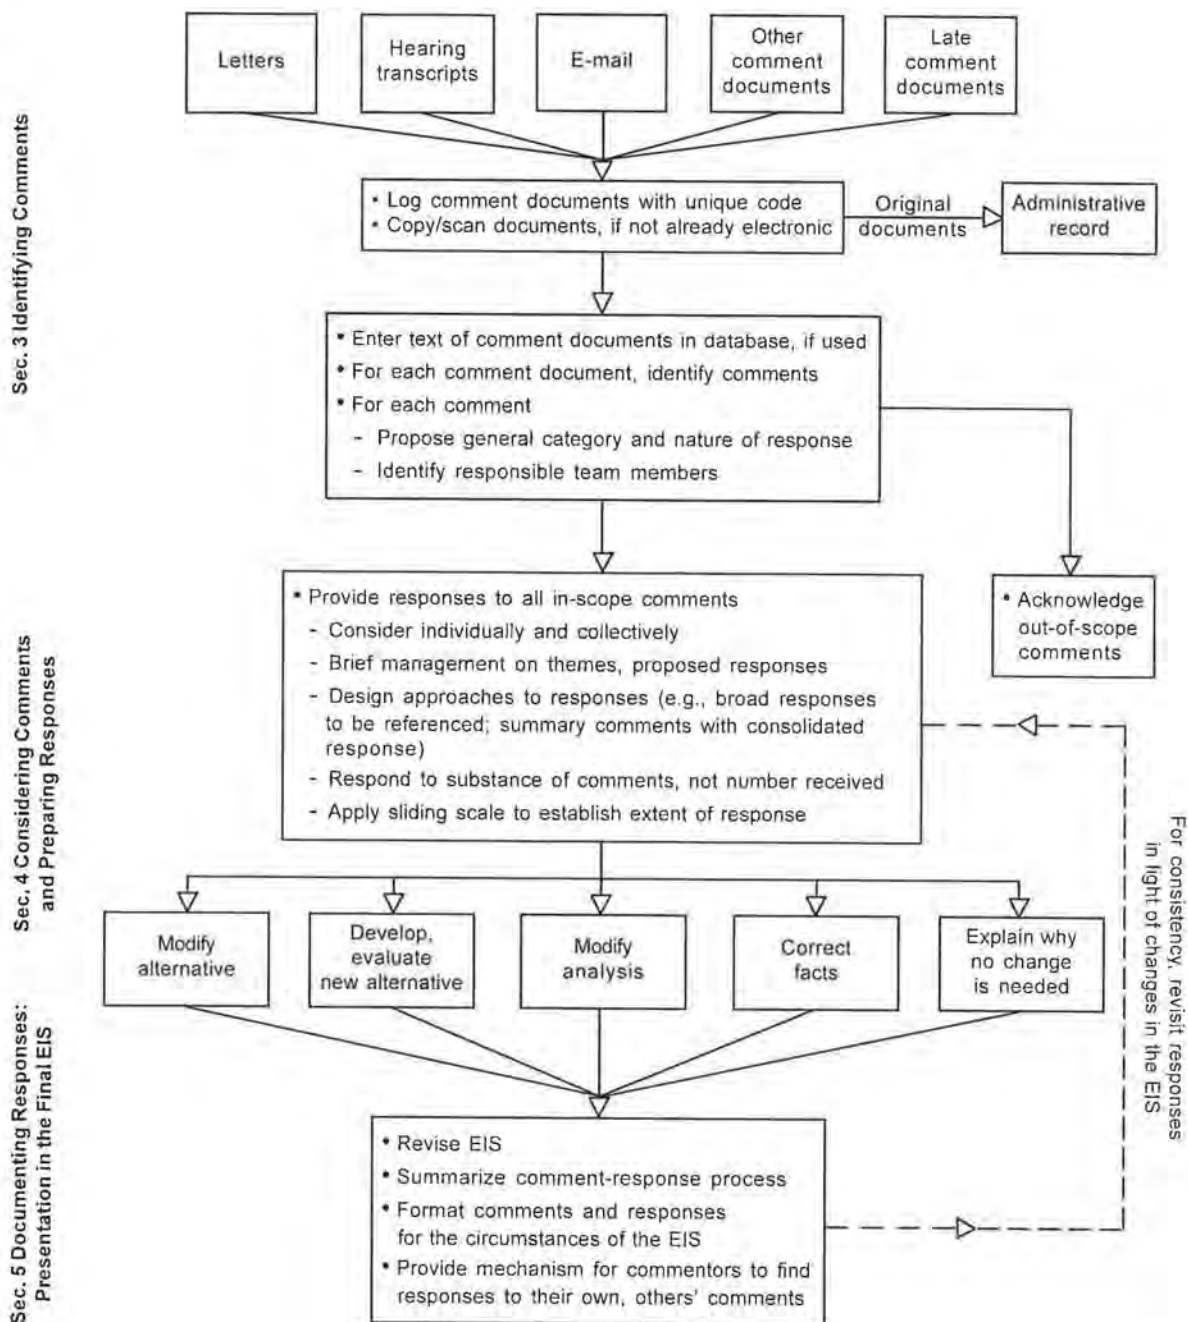 Letters
Hearing
transcripts
E-mail
Other
comment
documents
Late
comment
documents
Sec. 3 Identifying Comments
• Log comment documents with unique code
• Copy/scan documents, if not already electronic
Original
documents
Administrative
record
• Enter text of comment documents in database, if used
• For each comment document, identify comments
• For each comment
- Propose general category and nature of response
- Identify responsible team members
• Acknowledge
out-of-scope
comments
Sec. 4 Considering Comments
and Preparing Responses
• Provide responses to all in-scope comments
- Consider individually and collectively
- Brief management on themes, proposed responses
- Design approaches to responses (e.g., broad responses
to be referenced; summary comments with consolidated
response)
- Respond to substance of comments, not number received
- Apply sliding scale to establish extent of response
For consistency, revisit responses
in light of changes in the EIS
Modify
alternative
Develop,
evaluate
new alternative
Modify
analysis
Correct
facts
Explain why
no change
is needed
Sec. 5 Documenting Responses:
Presentation in the Final EIS
• Revise EIS
• Summarize comment-response process
• Format comments and responses
for the circumstances of the EIS
• Provide mechanism for commentors to find
responses to their own, others' comments